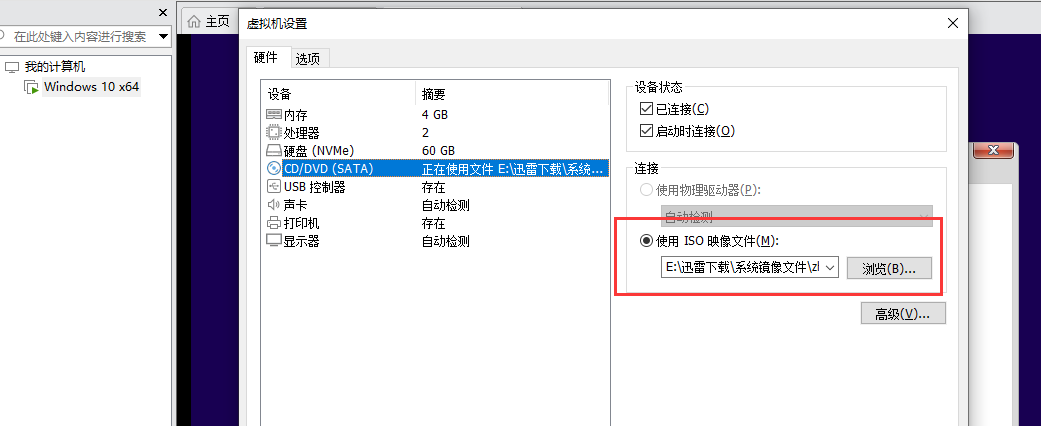 主页
在此处键入内容进行搜索
我的计算机
Windows 10 x64
虚拟机设置
硬件 选项
设备 摘要
内存 4 GB
处理器 2
硬盘 (NVMe) 60 GB
CD/DVD (SATA) 正在使用文件 E:\迅雷下载\系统...
USB 控制器 存在
声卡 自动检测
打印机 存在
显示器 自动检测
设备状态
已连接(C)
启动时连接(O)
连接
使用物理驱动器(P):
自动检测
使用 ISO 映像文件(M):
E:\迅雷下载\系统镜像文件\zl
浏览(B)...
高级(V)...